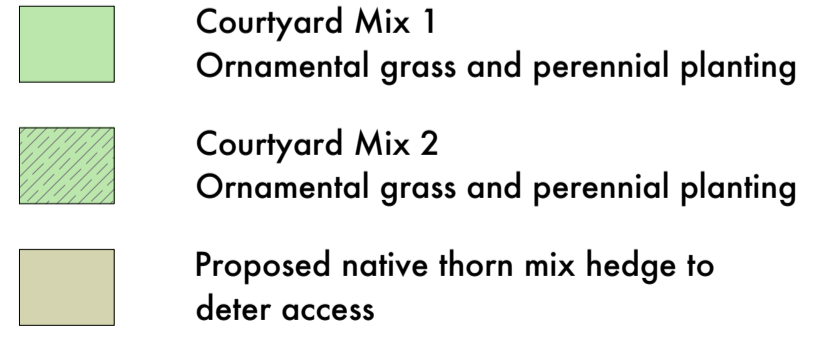 Courtyard Mix 1
Ornamental grass and perennial planting
Courtyard Mix 2
Ornamental grass and perennial planting
Proposed native thorn mix hedge to
deter access